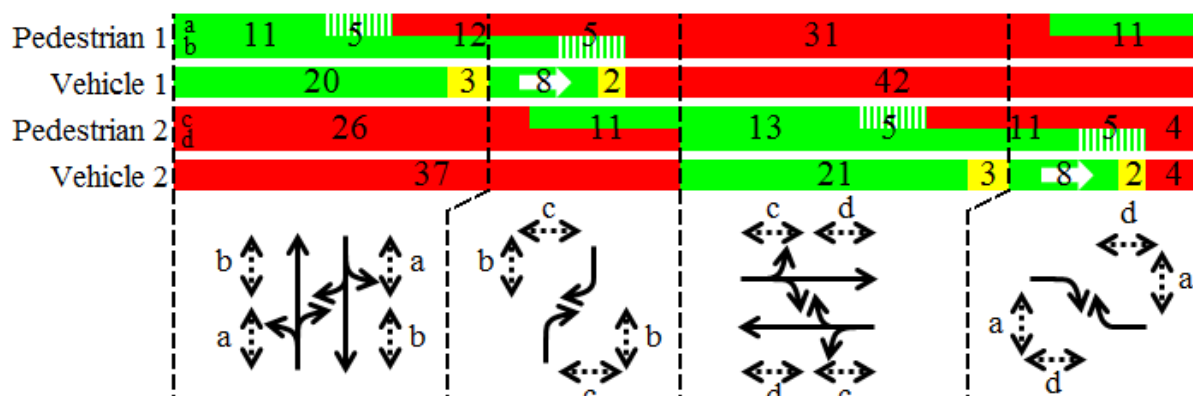 Pedestrian 1 a b 11 5 12 5 31 11
Vehicle 1 20 3 8 2 42
Pedestrian 2 c d 26 11 13 5 11 5 4
Vehicle 2 37 21 3 8 2 4
c c d d
b a b a
a b b a
c d c d